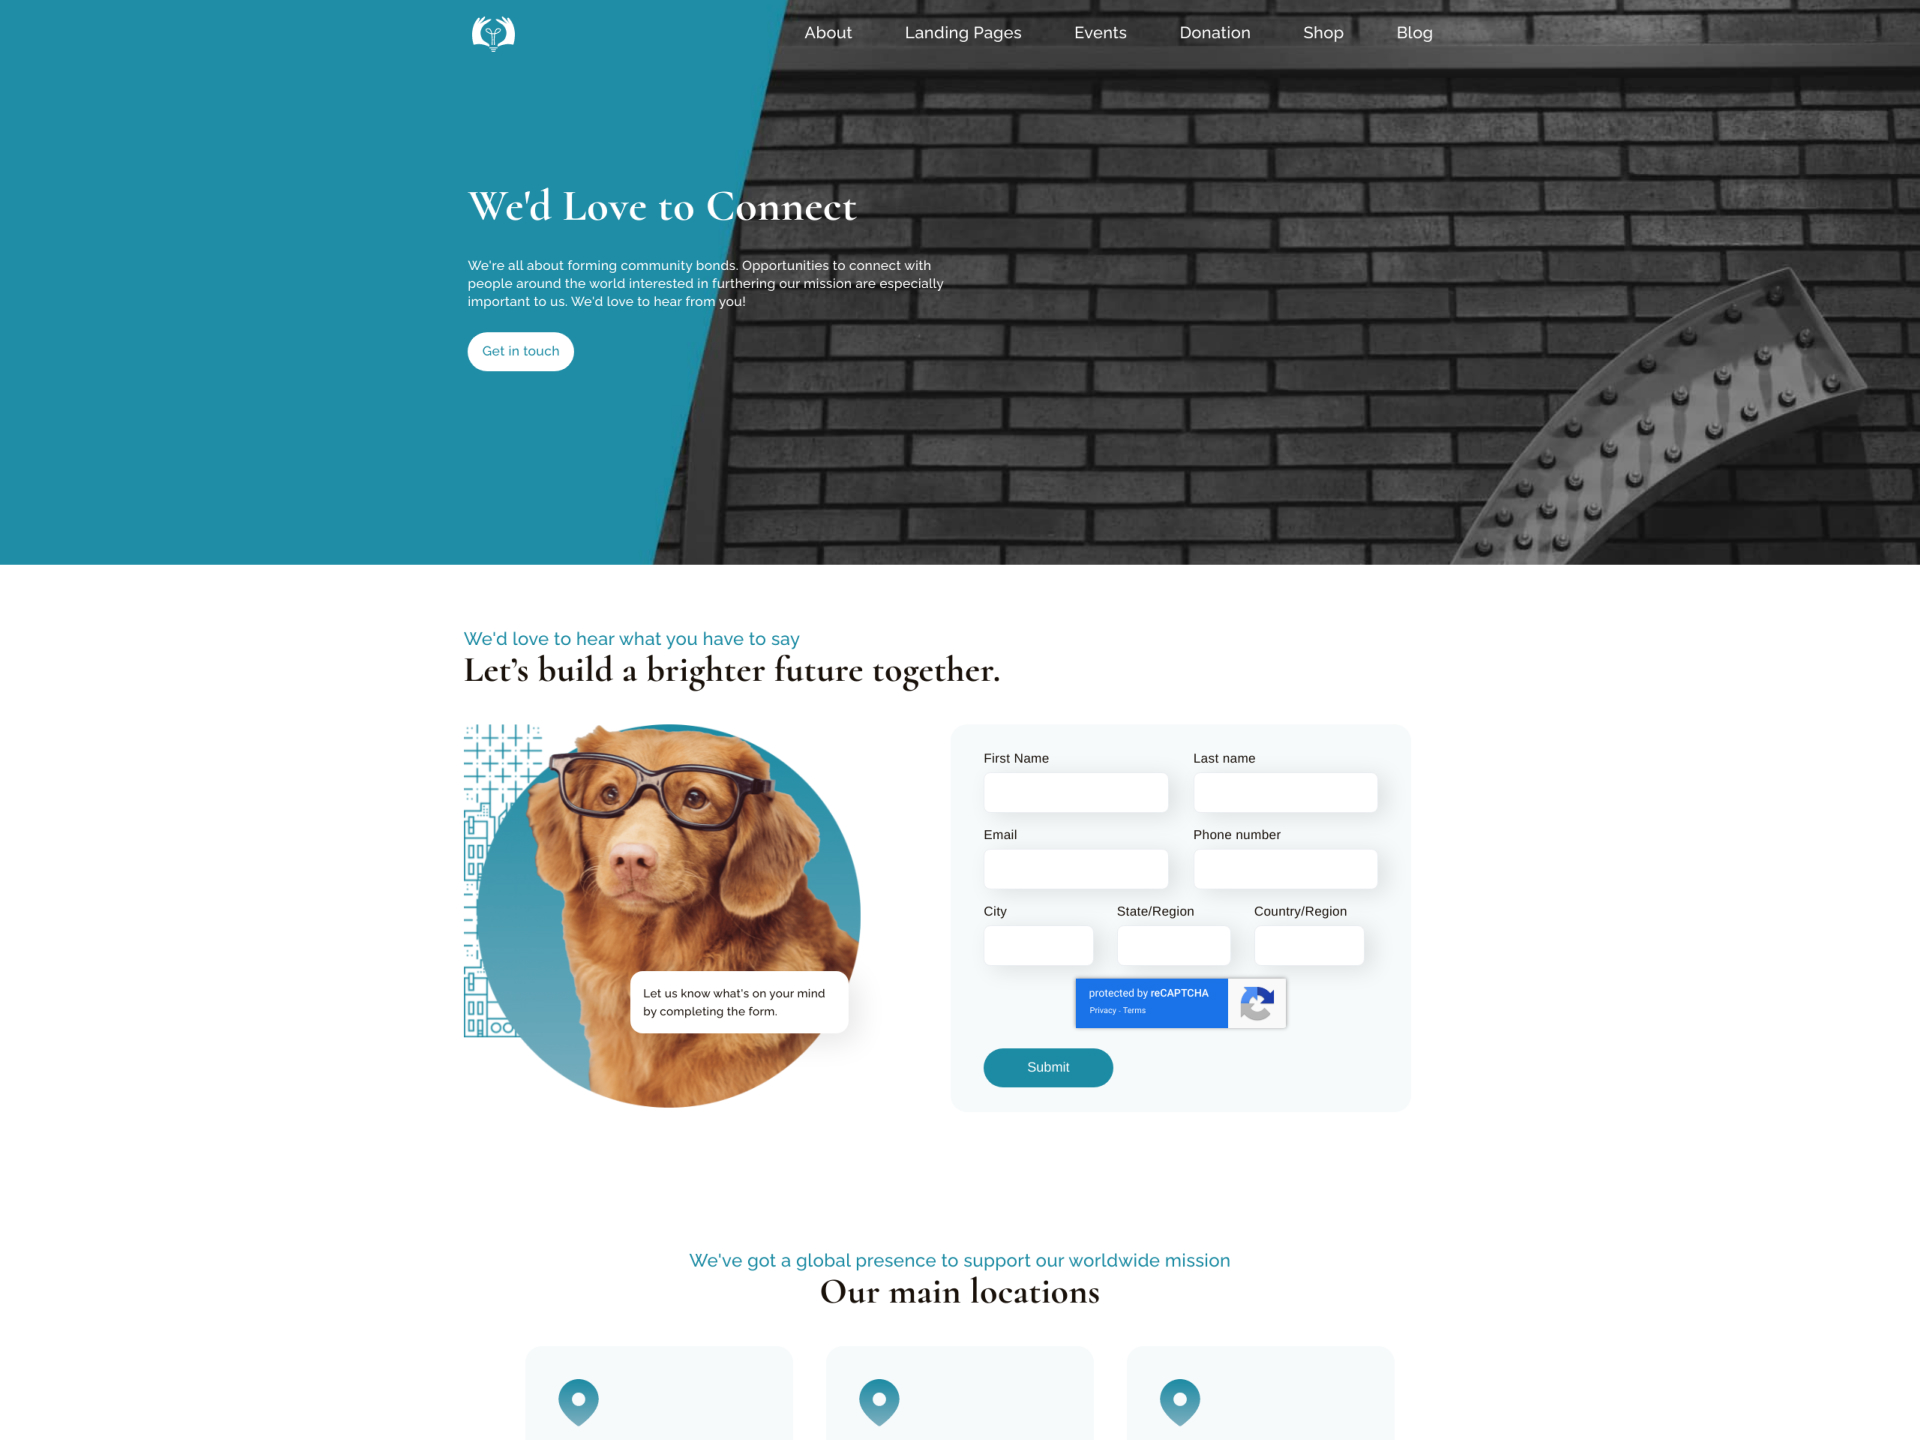 About Landing Pages Events Donation Shop Blog
We'd Love to Connect
We're all about forming community bonds. Opportunities to connect with
people around the world interested in furthering our mission are especially
important to us. We'd love to hear from you!
Get in touch
We'd love to hear what you have to say
Let’s build a brighter future together.
Let us know what's on your mind
by completing the form.
First Name Last name
Email Phone number
City State/Region Country/Region
protected by reCAPTCHA
Privacy - Terms
Submit
We've got a global presence to support our worldwide mission
Our main locations